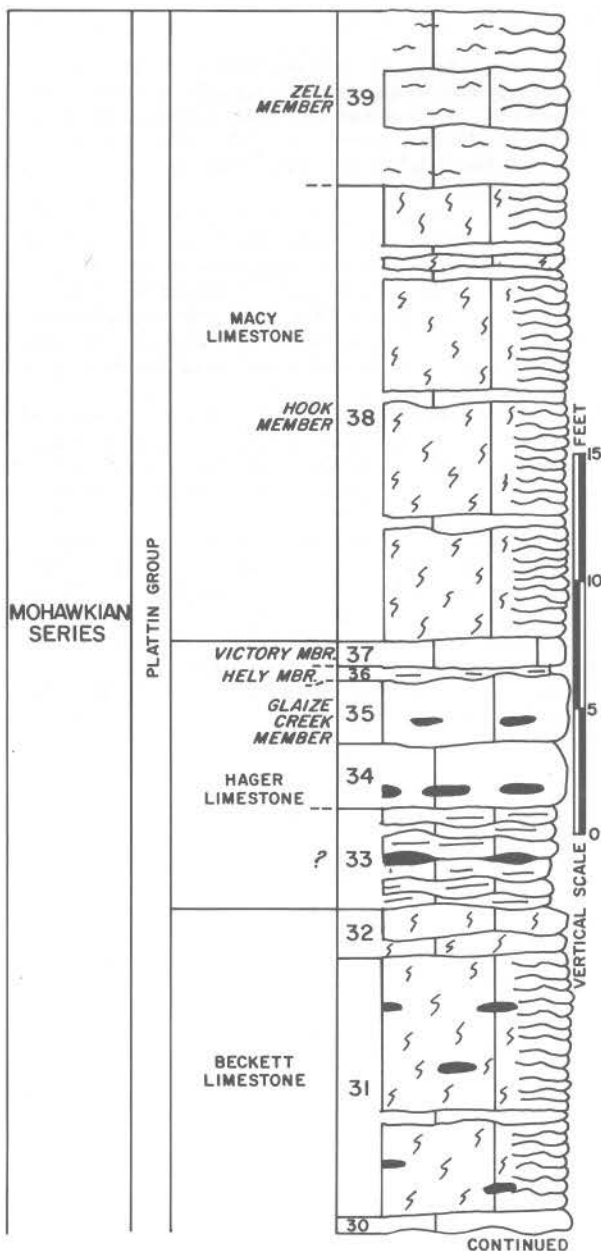 ZELL
MEMBER
39
MACY
LIMESTONE
HOOK
MEMBER
38
FEET
15
10
5
0
VERTICAL SCALE
MOHAWKIAN
SERIES
PLATTIN GROUP
VICTORY MBR.
37
HELY MBR.
36
GLAIZE
CREEK
MEMBER
35
34
HAGER
LIMESTONE
?
33
32
BECKETT
LIMESTONE
31
30
CONTINUED